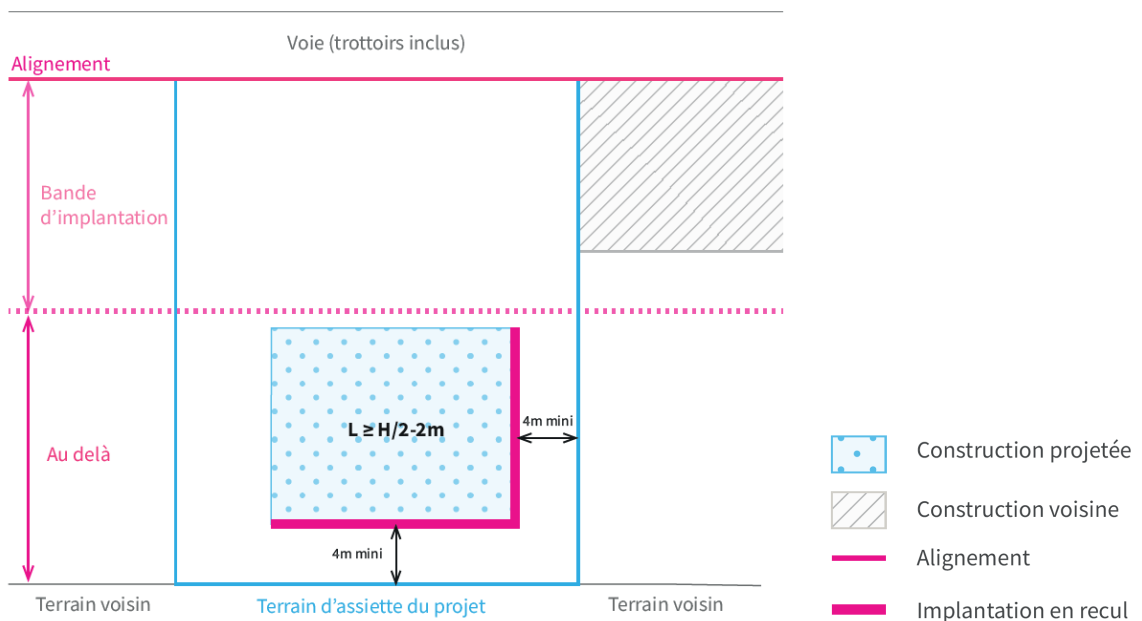 Voie (trottoirs inclus)
Alignement
Bande
d'implantation
L ≥ H/2-2m
4m mini
Au delà
4m mini
Terrain voisin
Terrain d'assiette du projet
Terrain voisin
Construction projetée
Construction voisine
Alignement
Implantation en recul